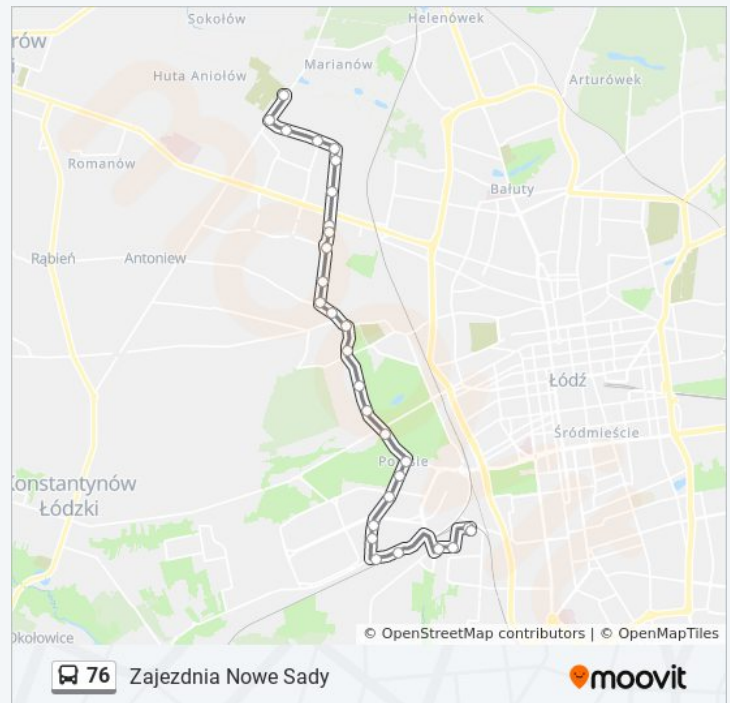 Sokołów
Helenówek
rów
i
Marianów
Huta Aniołów
Arturówek
Romanów
Bałuty
Rąbień
Antoniew
Łódź
Śródmieście
Konstantynów
Łódzki
Okołowice
© OpenStreetMap contributors | © OpenMapTiles
76 Zajezdnia Nowe Sady
moovit